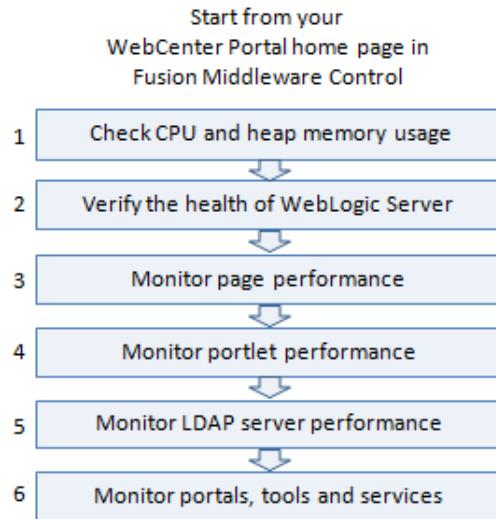 Start from your
WebCenter Portal home page in
Fusion Middleware Control
1 Check CPU and heap memory usage
2 Verify the health of WebLogic Server
3 Monitor page performance
4 Monitor portlet performance
5 Monitor LDAP server performance
6 Monitor portals, tools and services